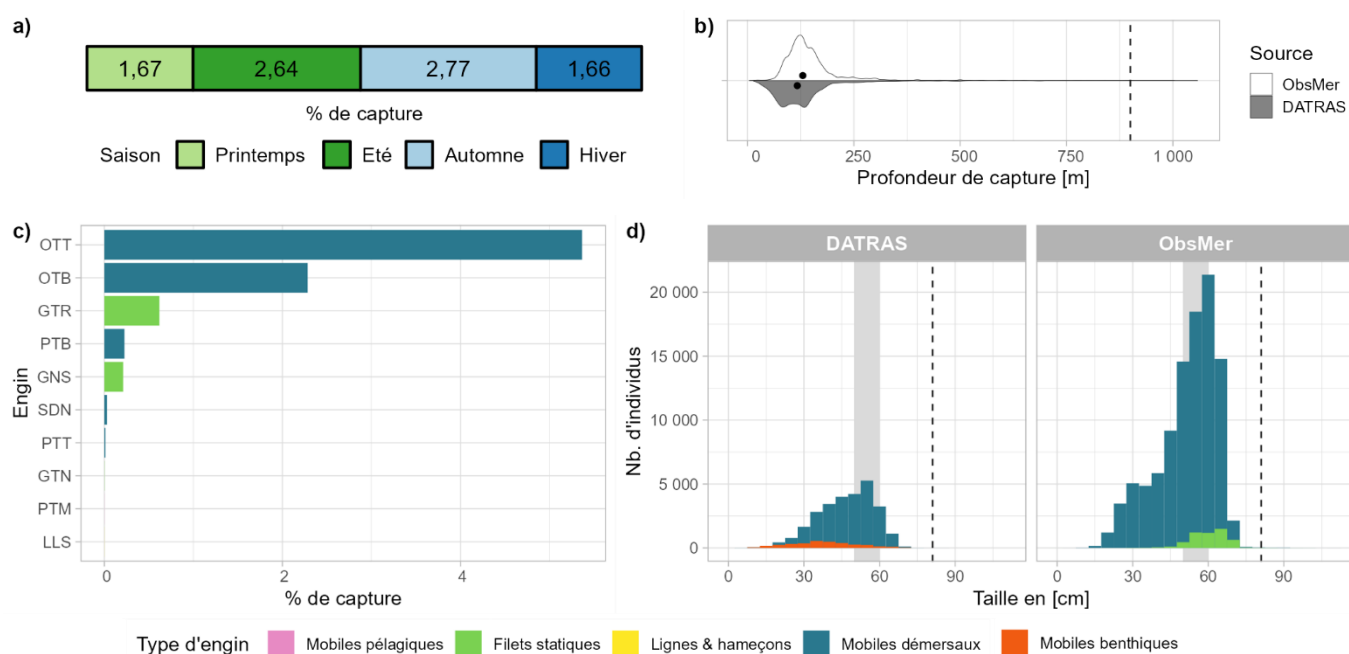 a)
1,67 2,64 2,77 1,66
% de capture
Saison Printemps Eté Automne Hiver
b)
0 250 500 750 1 000
Profondeur de capture [m]
Source
ObsMer
DATRAS
c)
Engin
OTT
OTB
GTR
PTB
GNS
SDN
PTT
GTN
PTM
LLS
0 2 4
% de capture
d)
DATRAS ObsMer
Nb. d'individus
20 000
15 000
10 000
5 000
0
0 30 60 90 0 30 60 90
Taille en [cm]
Type d'engin Mobiles pélagiques Filets statiques Lignes & hameçons Mobiles démersaux Mobiles benthiques